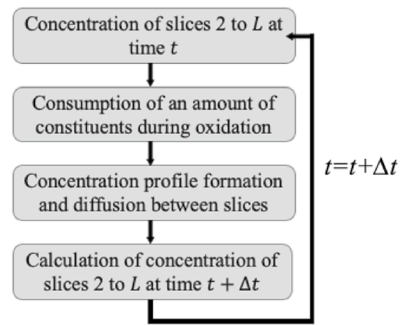 Concentration of slices 2 to L at
time t
Consumption of an amount of
constituents during oxidation
Concentration profile formation
and diffusion between slices
Calculation of concentration of
slices 2 to L at time t + Δt
t=t+Δt